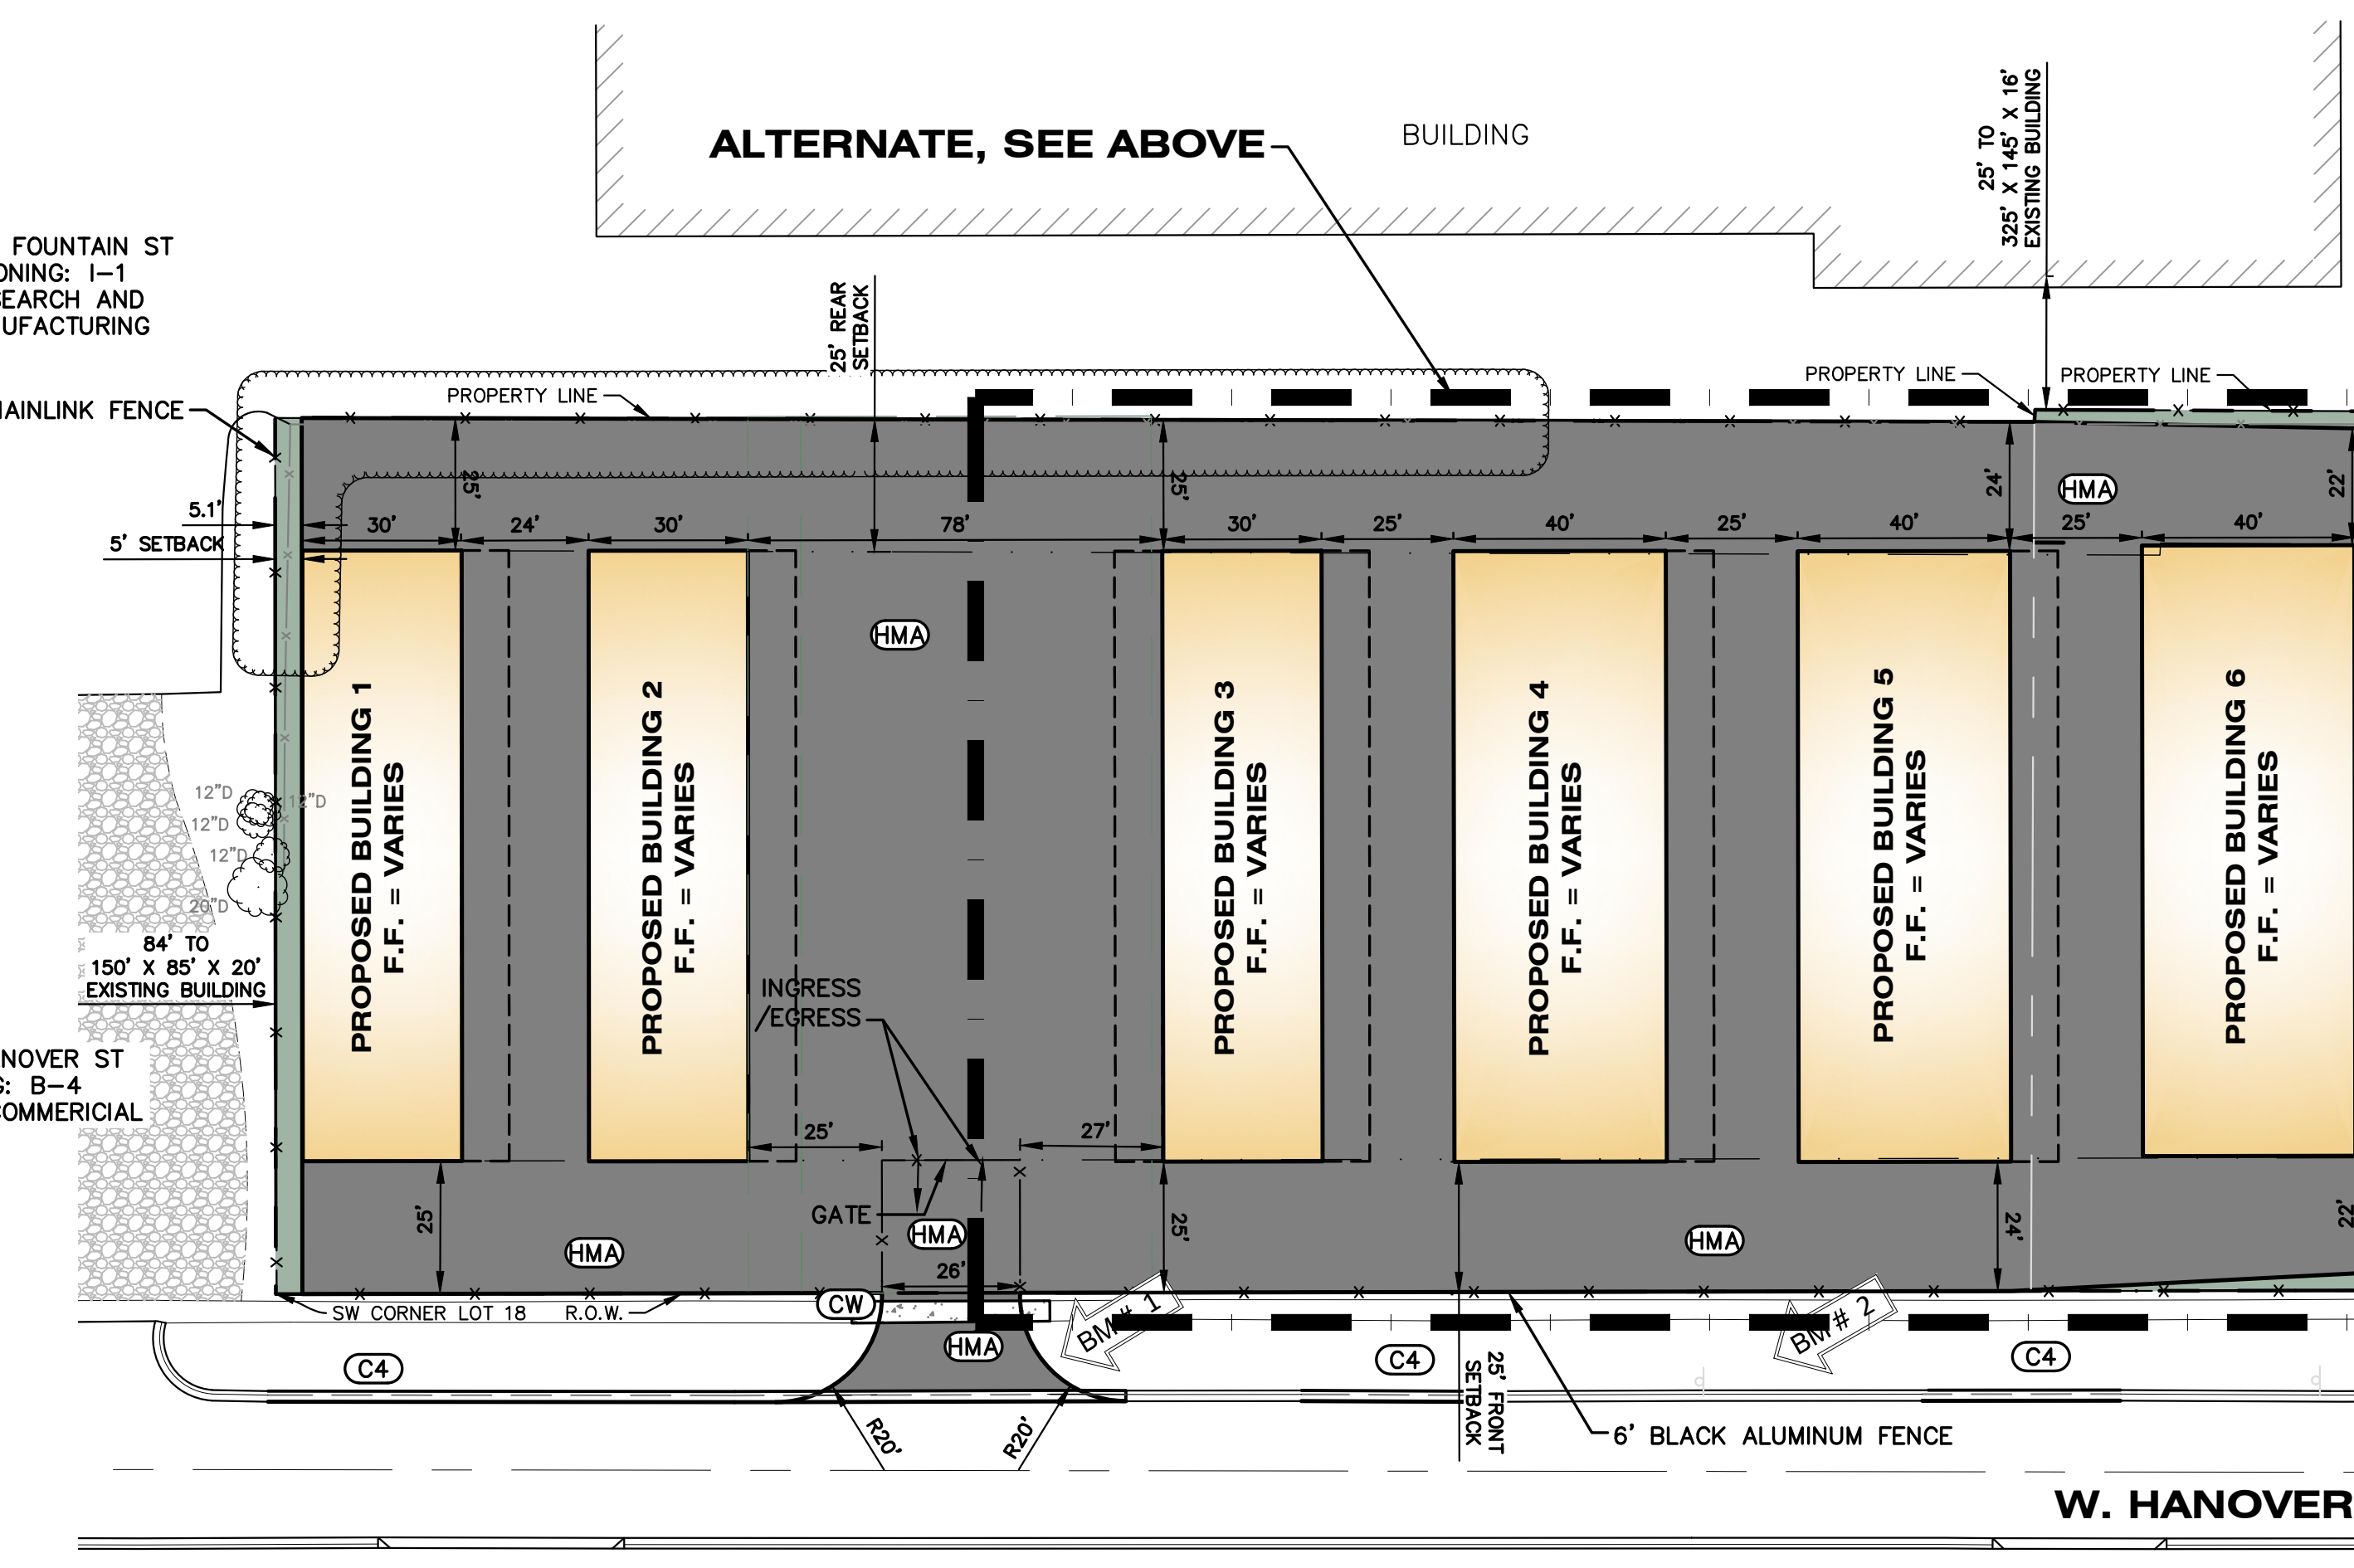 ALTERNATE, SEE ABOVE
BUILDING
25' TO
325' X 145' X 16'
EXISTING BUILDING
FOUNTAIN ST
ONING: I-1
SEARCH AND
UFACTURING
25' REAR
SETBACK
PROPERTY LINE
PROPERTY LINE
PROPERTY LINE
AINLINK FENCE
25'
25'
24'
HMA
22'
5.1'
5' SETBACK
30'
24'
30'
78'
30'
25'
40'
25'
40'
25'
40'
HMA
PROPOSED BUILDING 1
F.F. = VARIES
PROPOSED BUILDING 2
F.F. = VARIES
PROPOSED BUILDING 3
F.F. = VARIES
PROPOSED BUILDING 4
F.F. = VARIES
PROPOSED BUILDING 5
F.F. = VARIES
PROPOSED BUILDING 6
F.F. = VARIES
12"D
12"D
12"D
12"D
20"D
84' TO
150' X 85' X 20'
EXISTING BUILDING
INGRESS
/EGRESS
NOVER ST
G: B-4
COMMERICIAL
25'
27'
25'
GATE
HMA
HMA
25'
HMA
24'
22'
26'
CW
SW CORNER LOT 18
R.O.W.
HMA
BM # 1
BM # 2
C4
C4
C4
25' FRONT
SETBACK
R20'
R20'
6' BLACK ALUMINUM FENCE
W. HANOVER